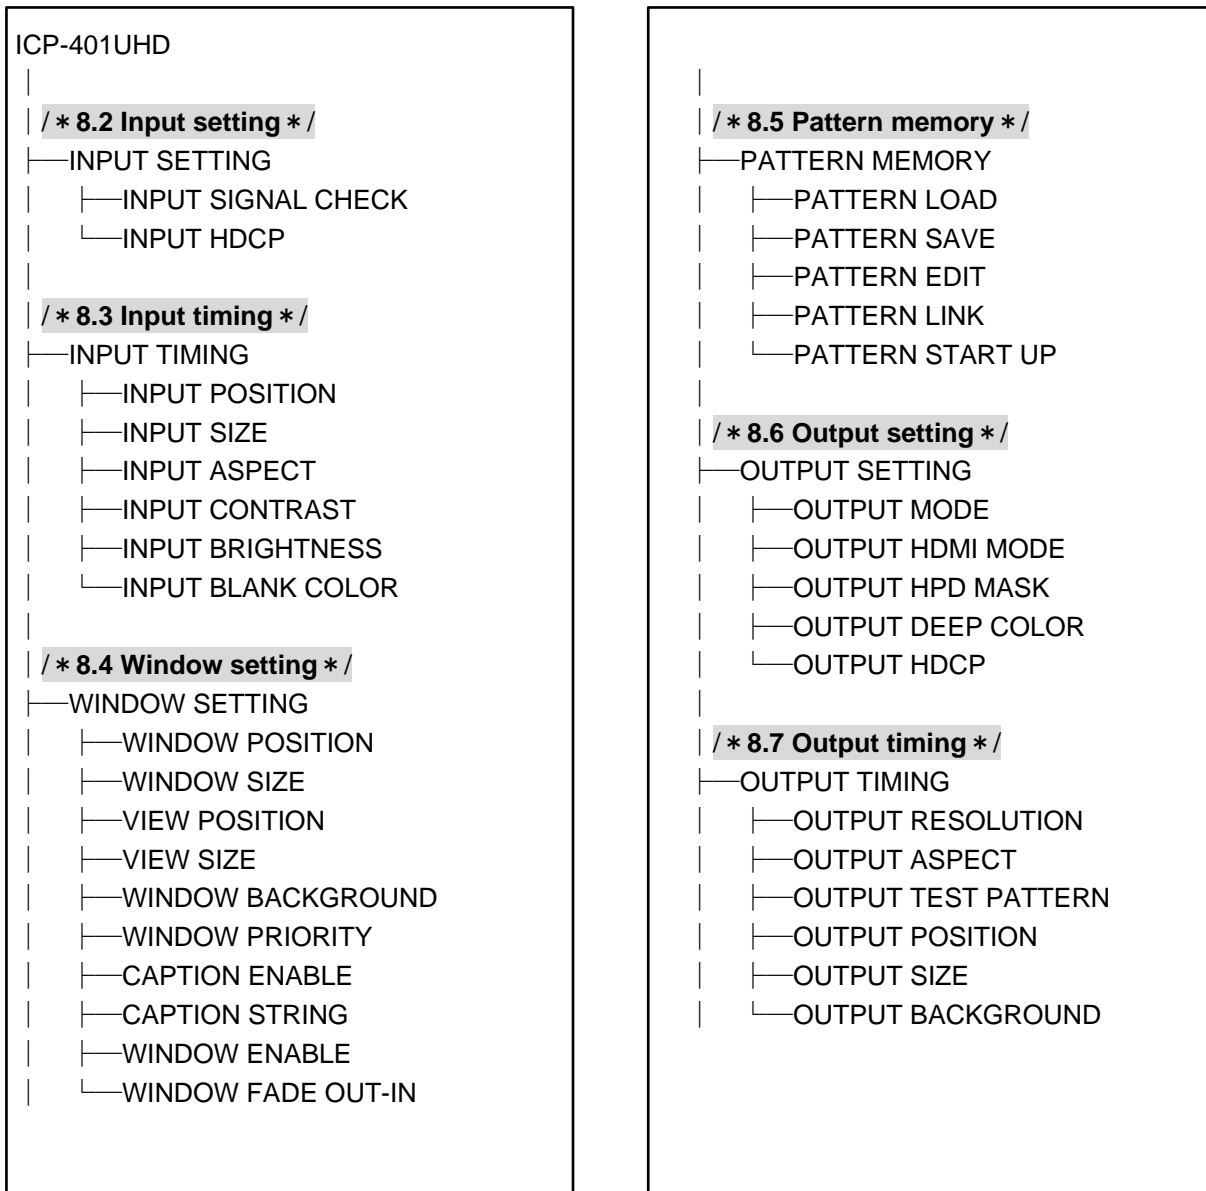 ICP-401UHD
/＊8.2 Input setting＊/
INPUT SETTING
INPUT SIGNAL CHECK
INPUT HDCP
/＊8.3 Input timing＊/
INPUT TIMING
INPUT POSITION
INPUT SIZE
INPUT ASPECT
INPUT CONTRAST
INPUT BRIGHTNESS
INPUT BLANK COLOR
/＊8.4 Window setting＊/
WINDOW SETTING
WINDOW POSITION
WINDOW SIZE
VIEW POSITION
VIEW SIZE
WINDOW BACKGROUND
WINDOW PRIORITY
CAPTION ENABLE
CAPTION STRING
WINDOW ENABLE
WINDOW FADE OUT-IN
/＊8.5 Pattern memory＊/
PATTERN MEMORY
PATTERN LOAD
PATTERN SAVE
PATTERN EDIT
PATTERN LINK
PATTERN START UP
/＊8.6 Output setting＊/
OUTPUT SETTING
OUTPUT MODE
OUTPUT HDMI MODE
OUTPUT HPD MASK
OUTPUT DEEP COLOR
OUTPUT HDCP
/＊8.7 Output timing＊/
OUTPUT TIMING
OUTPUT RESOLUTION
OUTPUT ASPECT
OUTPUT TEST PATTERN
OUTPUT POSITION
OUTPUT SIZE
OUTPUT BACKGROUND